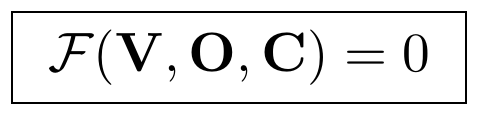 ℱ(𝐕, 𝐎, 𝐂) = 0